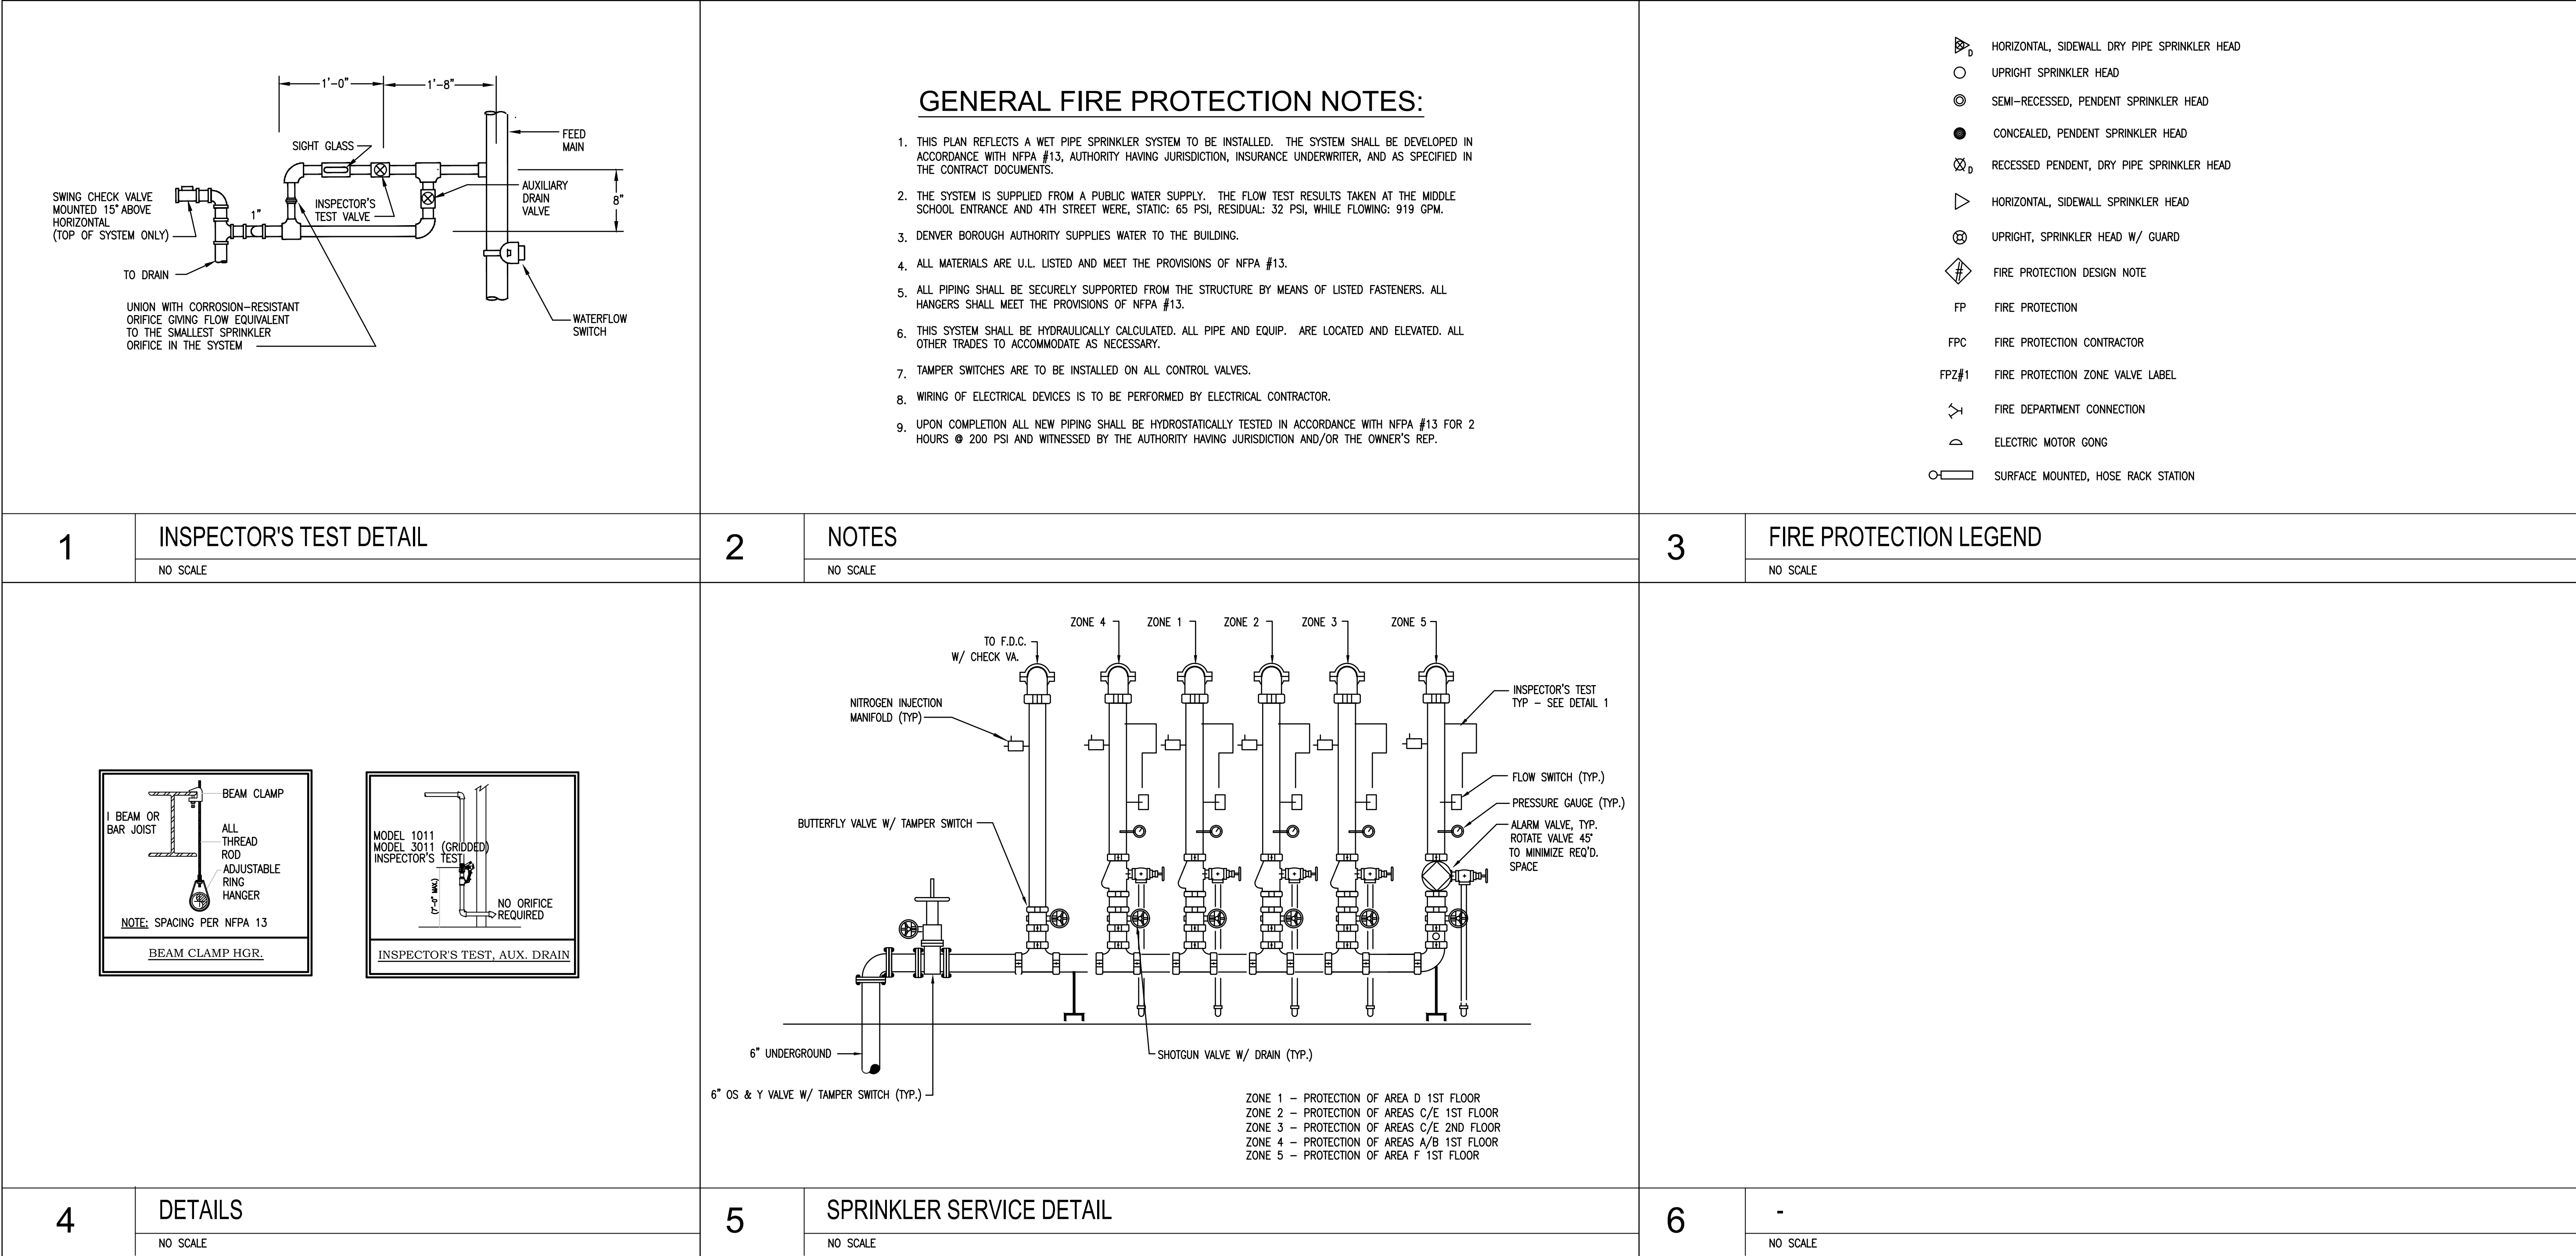 1'-0"
1'-8"
FEED
MAIN
SIGHT GLASS
AUXILIARY
DRAIN
VALVE
8"
SWING CHECK VALVE
MOUNTED 15° ABOVE
HORIZONTAL
(TOP OF SYSTEM ONLY)
1"
INSPECTOR'S
TEST VALVE
TO DRAIN
UNION WITH CORROSION-RESISTANT
ORIFICE GIVING FLOW EQUIVALENT
TO THE SMALLEST SPRINKLER
ORIFICE IN THE SYSTEM
WATERFLOW
SWITCH
1
INSPECTOR'S TEST DETAIL
NO SCALE
GENERAL FIRE PROTECTION NOTES:
1. THIS PLAN REFLECTS A WET PIPE SPRINKLER SYSTEM TO BE INSTALLED. THE SYSTEM SHALL BE DEVELOPED IN
ACCORDANCE WITH NFPA #13, AUTHORITY HAVING JURISDICTION, INSURANCE UNDERWRITER, AND AS SPECIFIED IN
THE CONTRACT DOCUMENTS.
2. THE SYSTEM IS SUPPLIED FROM A PUBLIC WATER SUPPLY. THE FLOW TEST RESULTS TAKEN AT THE MIDDLE
SCHOOL ENTRANCE AND 4TH STREET WERE, STATIC: 65 PSI, RESIDUAL: 32 PSI, WHILE FLOWING: 919 GPM.
3. DENVER BOROUGH AUTHORITY SUPPLIES WATER TO THE BUILDING.
4. ALL MATERIALS ARE U.L. LISTED AND MEET THE PROVISIONS OF NFPA #13.
5. ALL PIPING SHALL BE SECURELY SUPPORTED FROM THE STRUCTURE BY MEANS OF LISTED FASTENERS. ALL
HANGERS SHALL MEET THE PROVISIONS OF NFPA #13.
6. THIS SYSTEM SHALL BE HYDRAULICALLY CALCULATED. ALL PIPE AND EQUIP. ARE LOCATED AND ELEVATED. ALL
OTHER TRADES TO ACCOMMODATE AS NECESSARY.
7. TAMPER SWITCHES ARE TO BE INSTALLED ON ALL CONTROL VALVES.
8. WIRING OF ELECTRICAL DEVICES IS TO BE PERFORMED BY ELECTRICAL CONTRACTOR.
9. UPON COMPLETION ALL NEW PIPING SHALL BE HYDROSTATICALLY TESTED IN ACCORDANCE WITH NFPA #13 FOR 2
HOURS @ 200 PSI AND WITNESSED BY THE AUTHORITY HAVING JURISDICTION AND/OR THE OWNER'S REP.
2
NOTES
NO SCALE
D HORIZONTAL, SIDEWALL DRY PIPE SPRINKLER HEAD
UPRIGHT SPRINKLER HEAD
SEMI-RECESSED, PENDENT SPRINKLER HEAD
CONCEALED, PENDENT SPRINKLER HEAD
D RECESSED PENDENT, DRY PIPE SPRINKLER HEAD
HORIZONTAL, SIDEWALL SPRINKLER HEAD
UPRIGHT, SPRINKLER HEAD W/ GUARD
# FIRE PROTECTION DESIGN NOTE
FP FIRE PROTECTION
FPC FIRE PROTECTION CONTRACTOR
FPZ#1 FIRE PROTECTION ZONE VALVE LABEL
FIRE DEPARTMENT CONNECTION
ELECTRIC MOTOR GONG
SURFACE MOUNTED, HOSE RACK STATION
3
FIRE PROTECTION LEGEND
NO SCALE
BEAM CLAMP
I BEAM OR
BAR JOIST
ALL
THREAD
ROD
ADJUSTABLE
RING
HANGER
NOTE: SPACING PER NFPA 13
BEAM CLAMP HGR.
MODEL 1011
MODEL 3011 (GRIDDED)
INSPECTOR'S TEST
(7'-0" MAX.)
NO ORIFICE
REQUIRED
INSPECTOR'S TEST, AUX. DRAIN
4
DETAILS
NO SCALE
ZONE 4
ZONE 1
ZONE 2
ZONE 3
ZONE 5
TO F.D.C.
W/ CHECK VA.
NITROGEN INJECTION
MANIFOLD (TYP)
INSPECTOR'S TEST
TYP - SEE DETAIL 1
FLOW SWITCH (TYP.)
PRESSURE GAUGE (TYP.)
BUTTERFLY VALVE W/ TAMPER SWITCH
ALARM VALVE, TYP.
ROTATE VALVE 45°
TO MINIMIZE REQ'D.
SPACE
6" UNDERGROUND
SHOTGUN VALVE W/ DRAIN (TYP.)
6" OS & Y VALVE W/ TAMPER SWITCH (TYP.)
ZONE 1 - PROTECTION OF AREA D 1ST FLOOR
ZONE 2 - PROTECTION OF AREAS C/E 1ST FLOOR
ZONE 3 - PROTECTION OF AREAS C/E 2ND FLOOR
ZONE 4 - PROTECTION OF AREAS A/B 1ST FLOOR
ZONE 5 - PROTECTION OF AREA F 1ST FLOOR
5
SPRINKLER SERVICE DETAIL
NO SCALE
6
-
NO SCALE